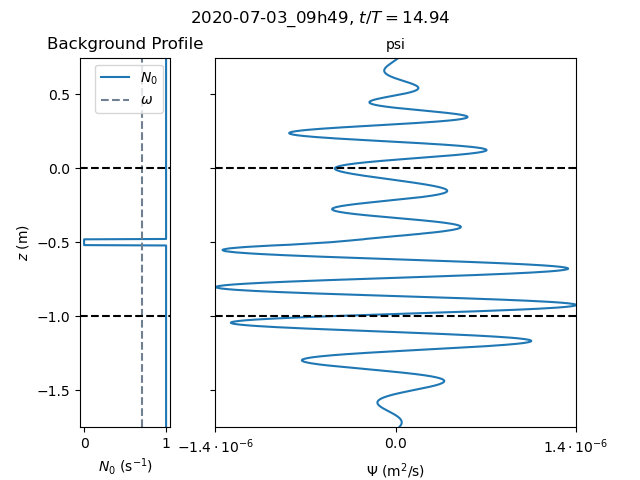 2020-07-03_09h49, t/T = 14.94
Background Profile
psi
N₀
ω
0.5
0.0
−0.5
−1.0
−1.5
z (m)
0 1
N₀ (s⁻¹)
−1.4 · 10⁻⁶ 0.0 1.4 · 10⁻⁶
Ψ (m²/s)